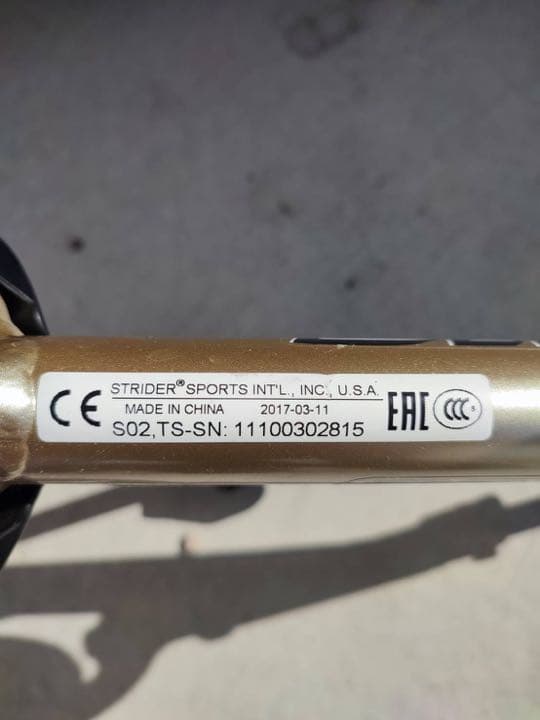 CE
STRIDER® SPORTS INT'L., INC., U.S.A.
MADE IN CHINA 2017-03-11
S02,TS-SN: 11100302815
EAC
CCC S